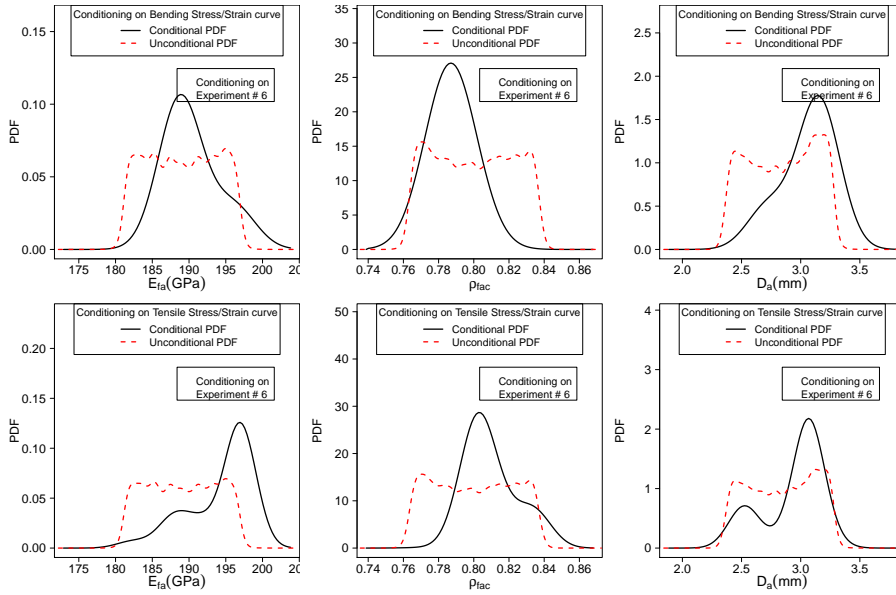 Conditioning on Bending Stress/Strain curve
Conditional PDF
Unconditional PDF
Conditioning on
Experiment # 6
PDF
0.15
0.10
0.05
0.00
175 180 185 190 195 200 20
E_fa(GPa)
Conditioning on Bending Stress/Strain curve
Conditional PDF
Unconditional PDF
Conditioning on
Experiment # 6
PDF
35
30
25
20
15
10
5
0
0.74 0.76 0.78 0.80 0.82 0.84 0.86
ρ_fac
Conditioning on Bending Stress/Strain curve
Conditional PDF
Unconditional PDF
Conditioning on
Experiment # 6
PDF
2.5
2.0
1.5
1.0
0.5
0.0
2.0 2.5 3.0 3.5
D_a(mm)
Conditioning on Tensile Stress/Strain curve
Conditional PDF
Unconditional PDF
Conditioning on
Experiment # 6
PDF
0.20
0.15
0.10
0.05
0.00
175 180 185 190 195 200 20
E_fa(GPa)
Conditioning on Tensile Stress/Strain curve
Conditional PDF
Unconditional PDF
Conditioning on
Experiment # 6
PDF
50
40
30
20
10
0
0.74 0.76 0.78 0.80 0.82 0.84 0.86
ρ_fac
Conditioning on Tensile Stress/Strain curve
Conditional PDF
Unconditional PDF
Conditioning on
Experiment # 6
PDF
4
3
2
1
0
2.0 2.5 3.0 3.5
D_a(mm)